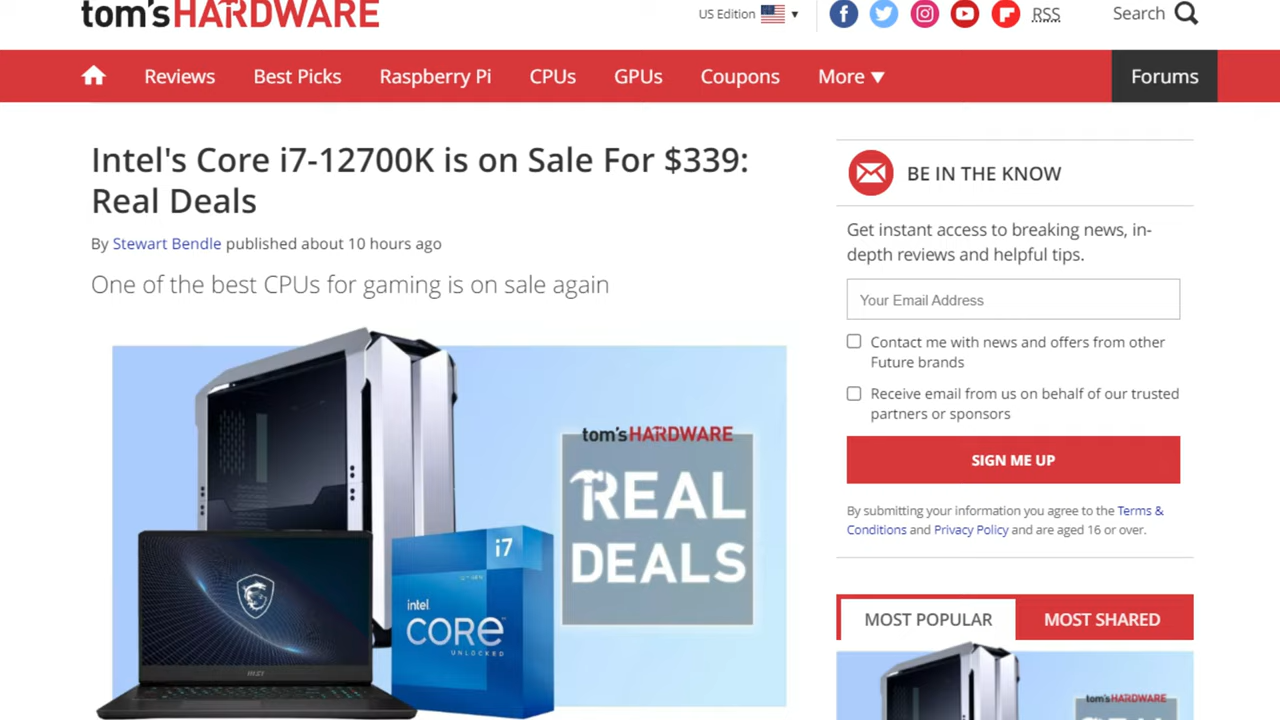 tom'sHARDWARE
US Edition
RSS
Search
Reviews
Best Picks
Raspberry Pi
CPUs
GPUs
Coupons
More
Forums
Intel's Core i7-12700K is on Sale For $339:
Real Deals
By Stewart Bendle published about 10 hours ago
One of the best CPUs for gaming is on sale again
tom'sHARDWARE
REAL
DEALS
i7
intel
CORE
UNLOCKED
msi
BE IN THE KNOW
Get instant access to breaking news, in-
depth reviews and helpful tips.
Your Email Address
Contact me with news and offers from other
Future brands
Receive email from us on behalf of our trusted
partners or sponsors
SIGN ME UP
By submitting your information you agree to the Terms &
Conditions and Privacy Policy and are aged 16 or over.
MOST POPULAR
MOST SHARED
tom'sHARDWARE